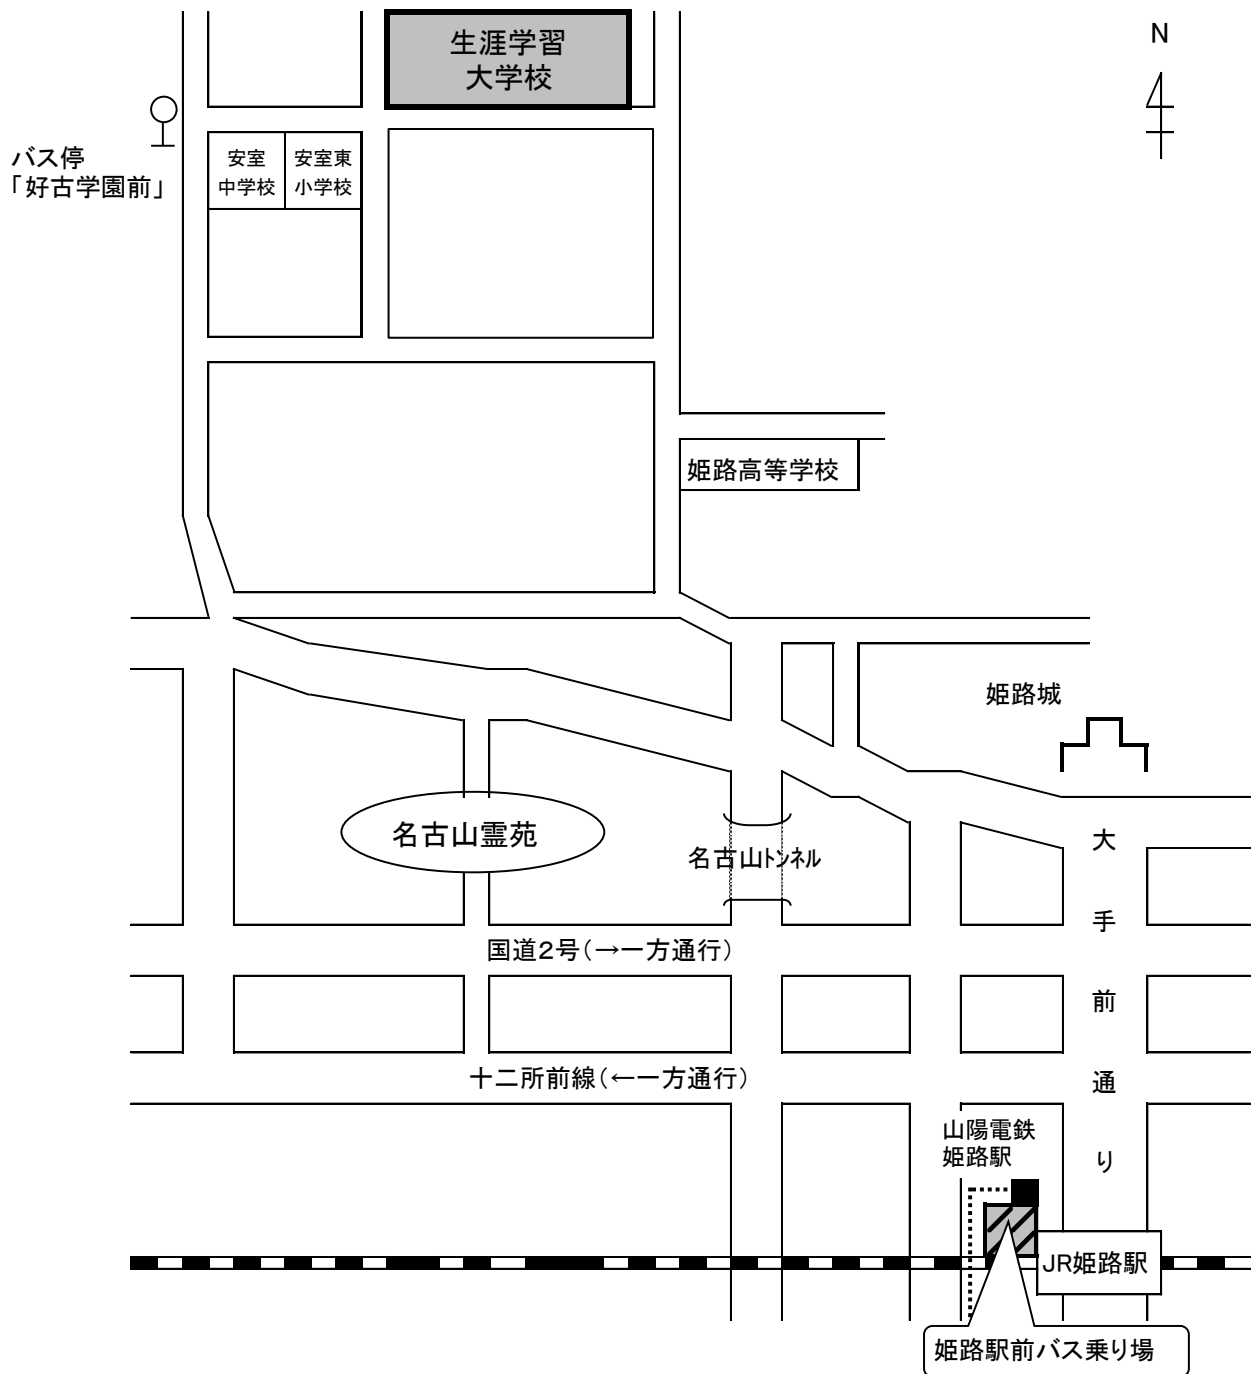 生涯学習
大学校
N
バス停
「好古学園前」
安室
中学校
安室東
小学校
姫路高等学校
姫路城
名古山霊苑
名古山トンネル
大手前通り
国道2号(→一方通行)
十二所前線(←一方通行)
山陽電鉄
姫路駅
JR姫路駅
姫路駅前バス乗り場